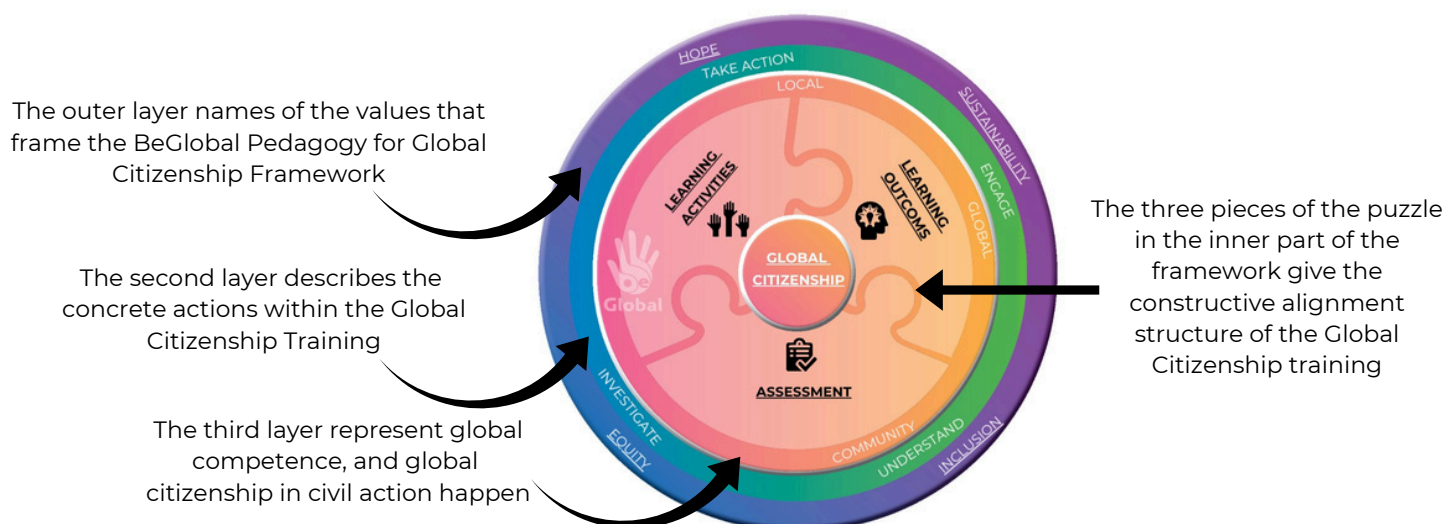 The outer layer names of the values that
frame the BeGlobal Pedagogy for Global
Citizenship Framework
The second layer describes the
concrete actions within the Global
Citizenship Training
The third layer represent global
competence, and global
citizenship in civil action happen
HOPE
TAKE ACTION
LOCAL
SUSTAINABILITY
ENGAGE
GLOBAL
LEARNING
ACTIVITIES
LEARNING
OUTCOMS
GLOBAL
CITIZENSHIP
be
Global
ASSESSMENT
INVESTIGATE
EQUITY
COMMUNITY
UNDERSTAND
INCLUSION
The three pieces of the puzzle
in the inner part of the
framework give the
constructive alignment
structure of the Global
Citizenship training